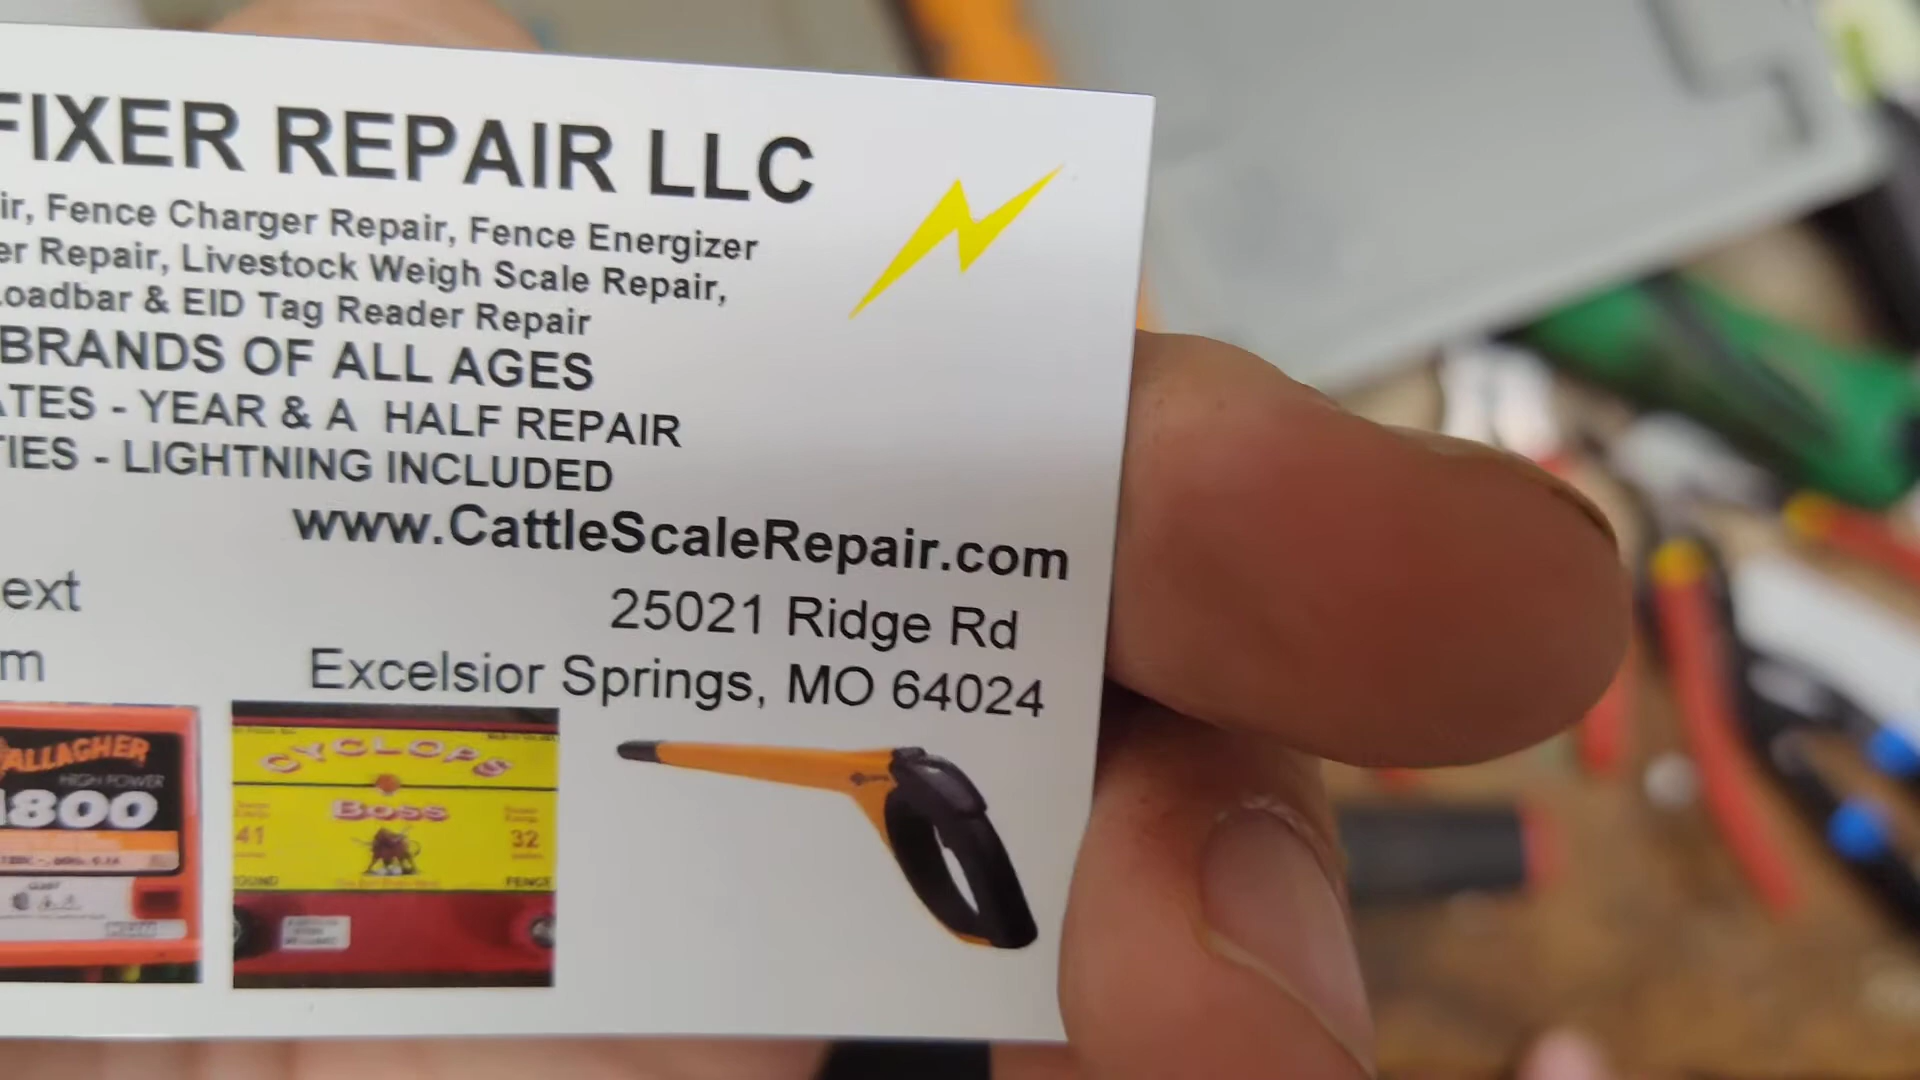 FIXER REPAIR LLC
ir, Fence Charger Repair, Fence Energizer
er Repair, Livestock Weigh Scale Repair,
Loadbar & EID Tag Reader Repair
BRANDS OF ALL AGES
ATES - YEAR & A HALF REPAIR
TIES - LIGHTNING INCLUDED
www.CattleScaleRepair.com
ext
25021 Ridge Rd
m
Excelsior Springs, MO 64024
ALLAGHER
HIGH POWER
800
CYCLOPS
BOSS
41
32
FENCE